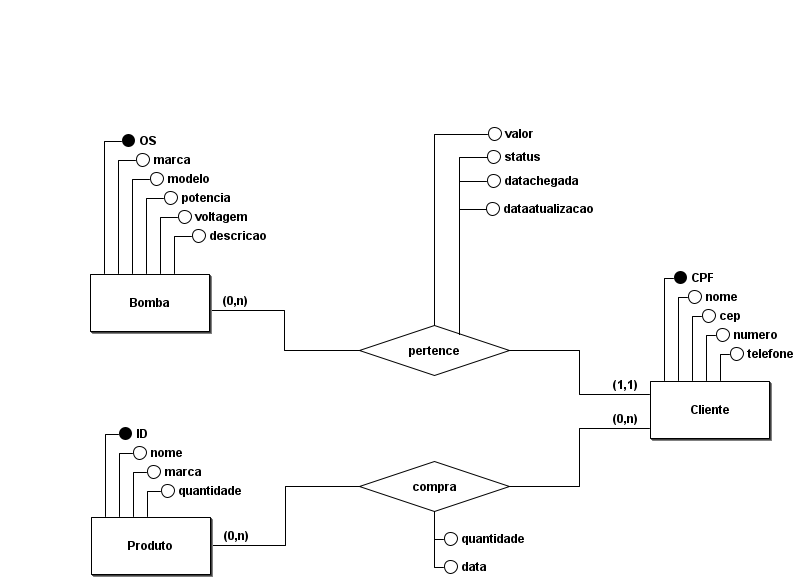 OS
marca
modelo
potencia
voltagem
descricao
Bomba
(0,n)
valor
status
datachegada
dataatualizacao
pertence
CPF
nome
cep
numero
telefone
(1,1)
Cliente
(0,n)
ID
nome
marca
quantidade
Produto
(0,n)
compra
quantidade
data